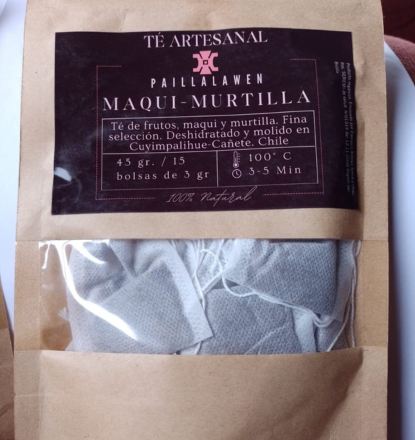 TÉ ARTESANAL
PAILLALAWEN
MAQUI-MURTILLA
Té de frutos, maqui y murtilla. Fina
selección. Deshidratado y molido en
Cuyimpalihue-Cañete. Chile
45 gr. / 15
bolsas de 3 gr
100° C
3-5 Min
100% Natural